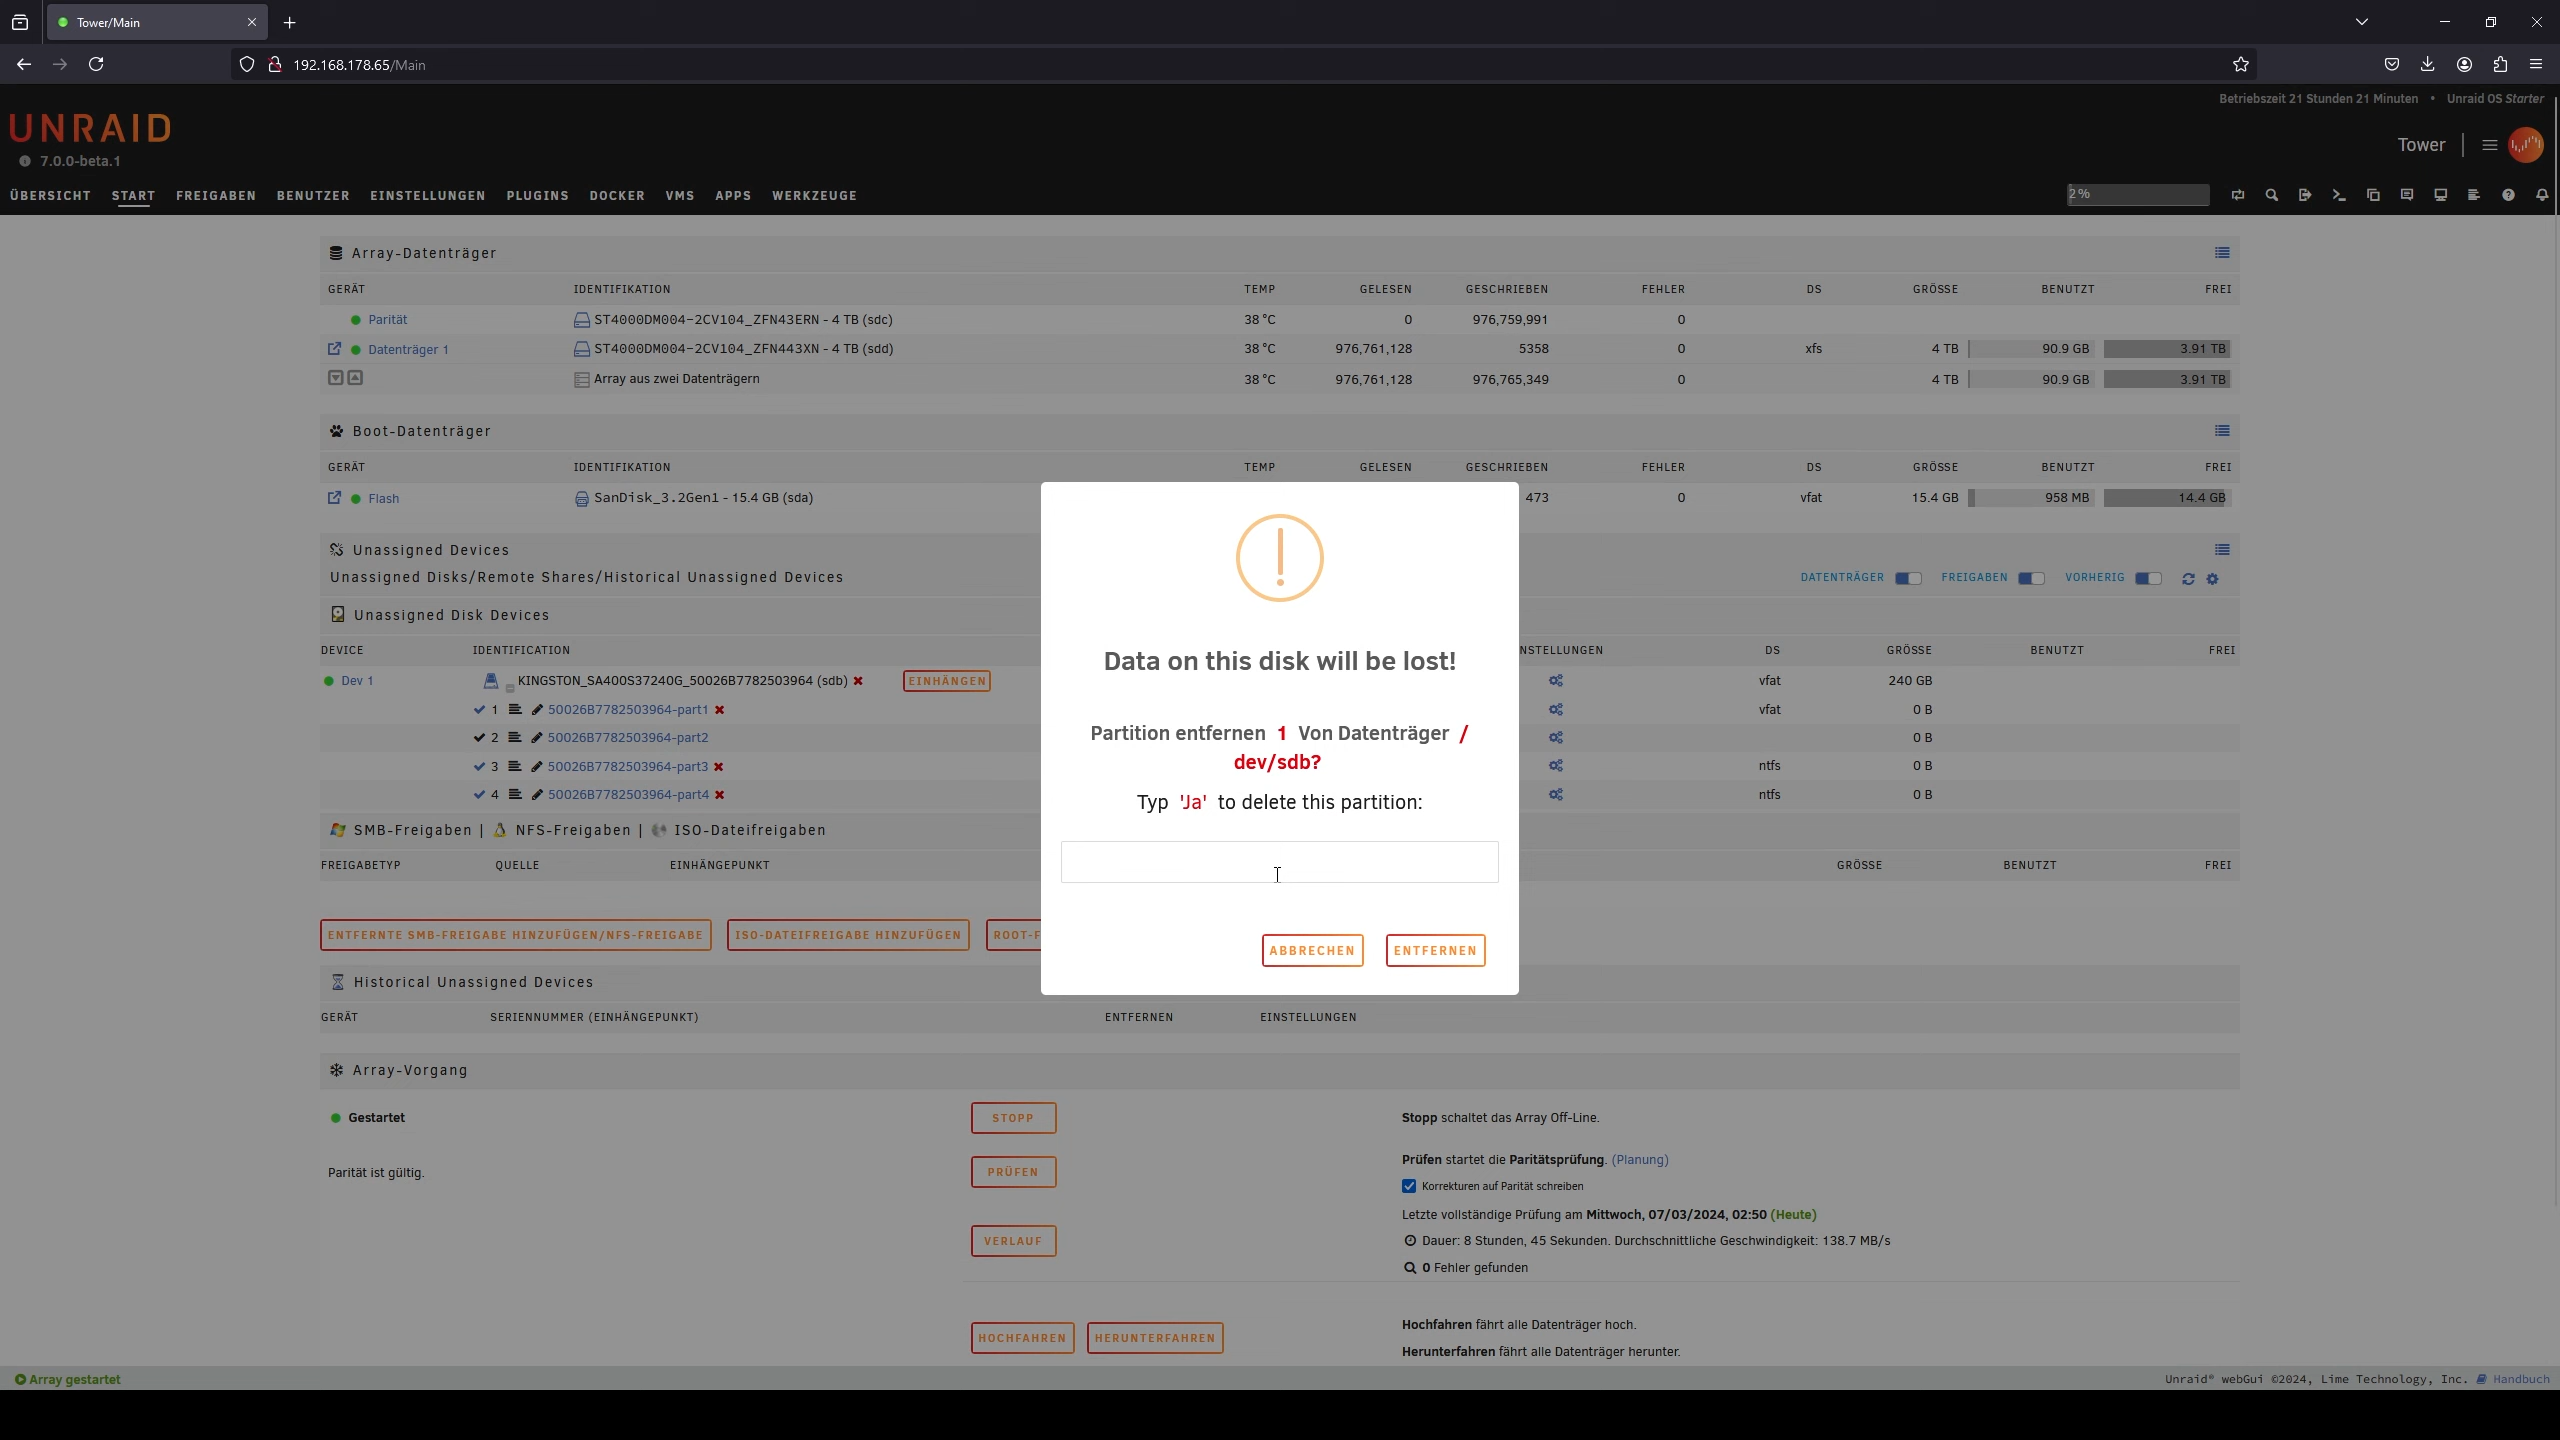 Tower/Main
192.168.178.65/Main
Betriebszeit 21 Stunden 21 Minuten • Unraid OS Starter
UNRAID
7.0.0-beta.1
Tower
ÜBERSICHT START FREIGABEN BENUTZER EINSTELLUNGEN PLUGINS DOCKER VMS APPS WERKZEUGE
2%
Array-Datenträger
GERÄT IDENTIFIKATION TEMP GELESEN GESCHRIEBEN FEHLER DS GRÖSSE BENUTZT FREI
Parität ST4000DM004-2CV104_ZFN43ERN - 4 TB (sdc) 38 °C 0 976,759,991 0
Datenträger 1 ST4000DM004-2CV104_ZFN443XN - 4 TB (sdd) 38 °C 976,761,128 5358 0 xfs 4 TB 90.9 GB 3.91 TB
Array aus zwei Datenträgern 38 °C 976,761,128 976,765,349 0 4 TB 90.9 GB 3.91 TB
Boot-Datenträger
GERÄT IDENTIFIKATION TEMP GELESEN GESCHRIEBEN FEHLER DS GRÖSSE BENUTZT FREI
Flash SanDisk_3.2Gen1 - 15.4 GB (sda) 473 0 vfat 15.4 GB 958 MB 14.4 GB
Unassigned Devices
Unassigned Disks/Remote Shares/Historical Unassigned Devices DATENTRÄGER FREIGABEN VORHERIG
Unassigned Disk Devices
DEVICE IDENTIFICATION NSTELLUNGEN DS GRÖSSE BENUTZT FREI
Dev 1 KINGSTON_SA400S37240G_50026B7782503964 (sdb) EINHÄNGEN vfat 240 GB
1 50026B7782503964-part1 vfat 0 B
2 50026B7782503964-part2 0 B
3 50026B7782503964-part3 ntfs 0 B
4 50026B7782503964-part4 ntfs 0 B
SMB-Freigaben | NFS-Freigaben | ISO-Dateifreigaben
FREIGABETYP QUELLE EINHÄNGEPUNKT GRÖSSE BENUTZT FREI
ENTFERNTE SMB-FREIGABE HINZUFÜGEN/NFS-FREIGABE ISO-DATEIFREIGABE HINZUFÜGEN ROOT-F
Historical Unassigned Devices
GERÄT SERIENNUMMER (EINHÄNGEPUNKT) ENTFERNEN EINSTELLUNGEN
Data on this disk will be lost!
Partition entfernen 1 Von Datenträger /
dev/sdb?
Typ 'Ja' to delete this partition:
ABBRECHEN ENTFERNEN
Array-Vorgang
Gestartet STOPP Stopp schaltet das Array Off-Line.
Parität ist gültig. PRÜFEN Prüfen startet die Paritätsprüfung. (Planung)
Korrekturen auf Parität schreiben
Letzte vollständige Prüfung am Mittwoch, 07/03/2024, 02:50 (Heute)
VERLAUF Dauer: 8 Stunden, 45 Sekunden. Durchschnittliche Geschwindigkeit: 138.7 MB/s
0 Fehler gefunden
HOCHFAHREN HERUNTERFAHREN Hochfahren fährt alle Datenträger hoch.
Herunterfahren fährt alle Datenträger herunter.
Array gestartet Unraid® webGui ©2024, Lime Technology, Inc. Handbuch